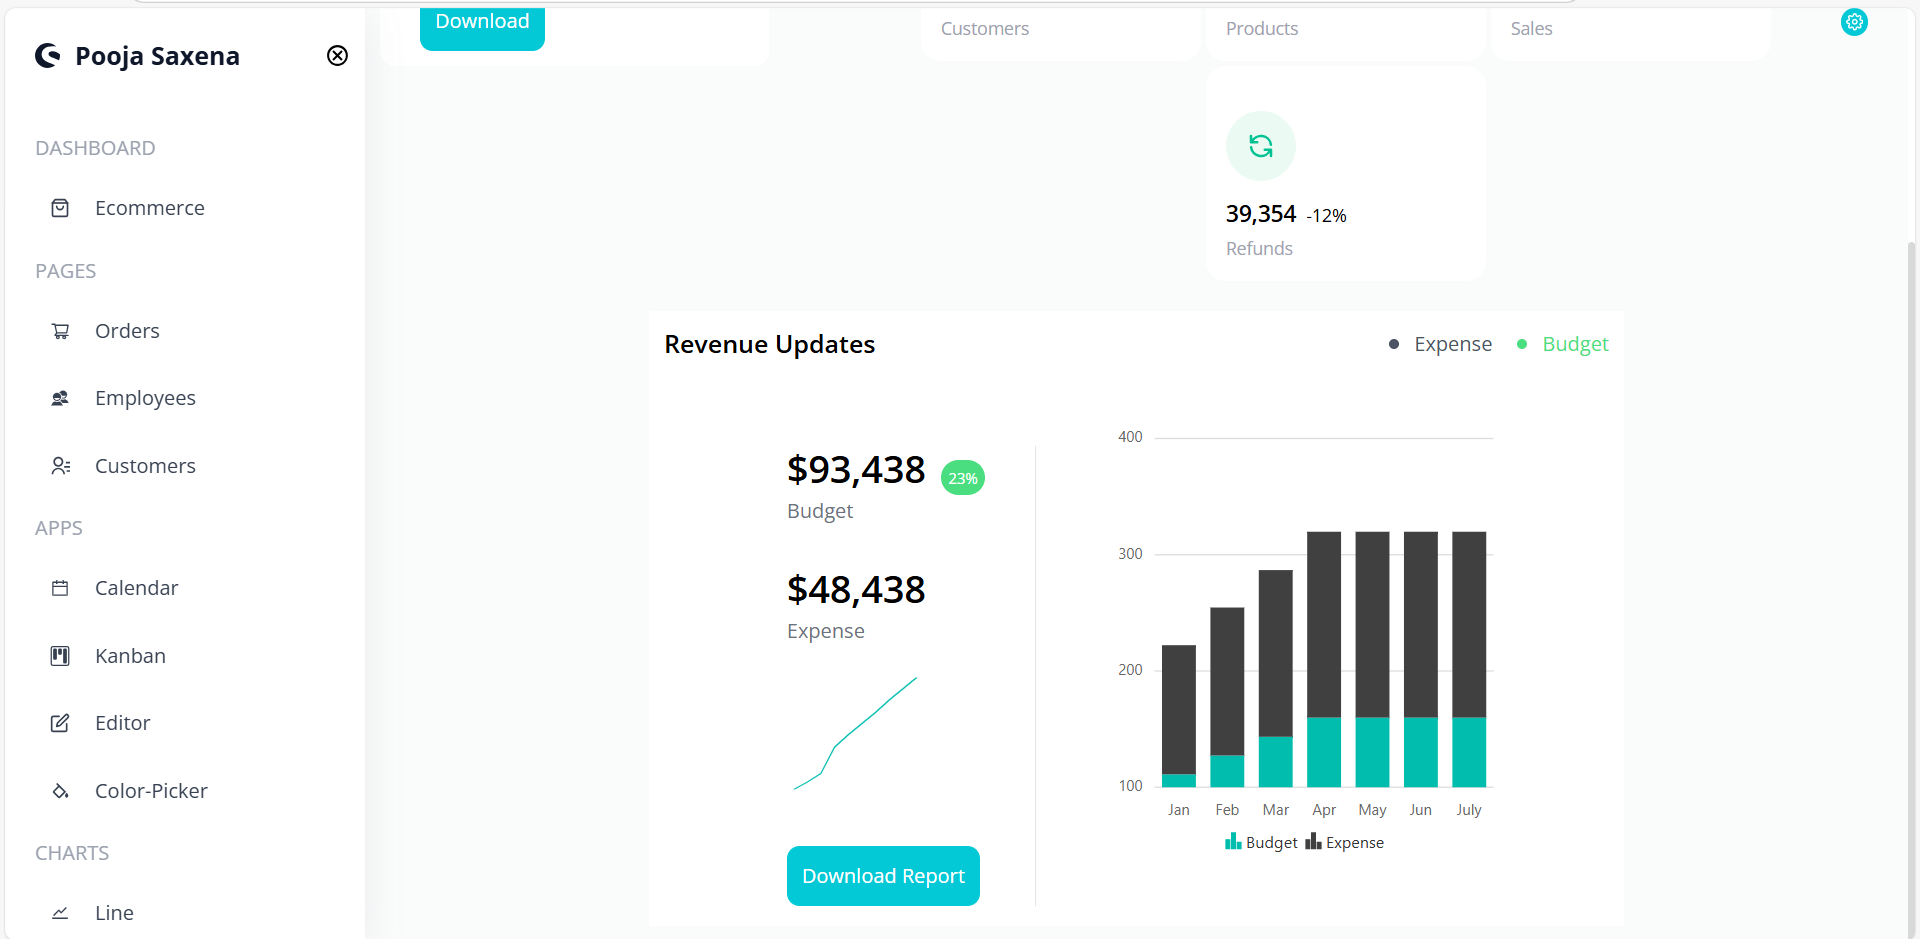 Pooja Saxena
DASHBOARD
Ecommerce
PAGES
Orders
Employees
Customers
APPS
Calendar
Kanban
Editor
Color-Picker
CHARTS
Line
Download
Customers
Products
Sales
39,354 -12%
Refunds
Revenue Updates
Expense
Budget
$93,438 23%
Budget
$48,438
Expense
Download Report
400
300
200
100
Jan Feb Mar Apr May Jun July
Budget Expense